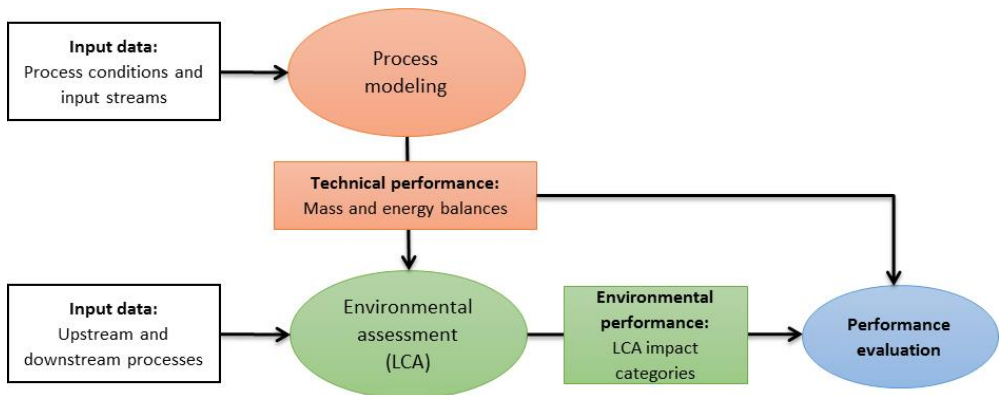 Input data:
Process conditions and
input streams
Process
modeling
Technical performance:
Mass and energy balances
Input data:
Upstream and
downstream processes
Environmental
assessment
(LCA)
Environmental
performance:
LCA impact
categories
Performance
evaluation